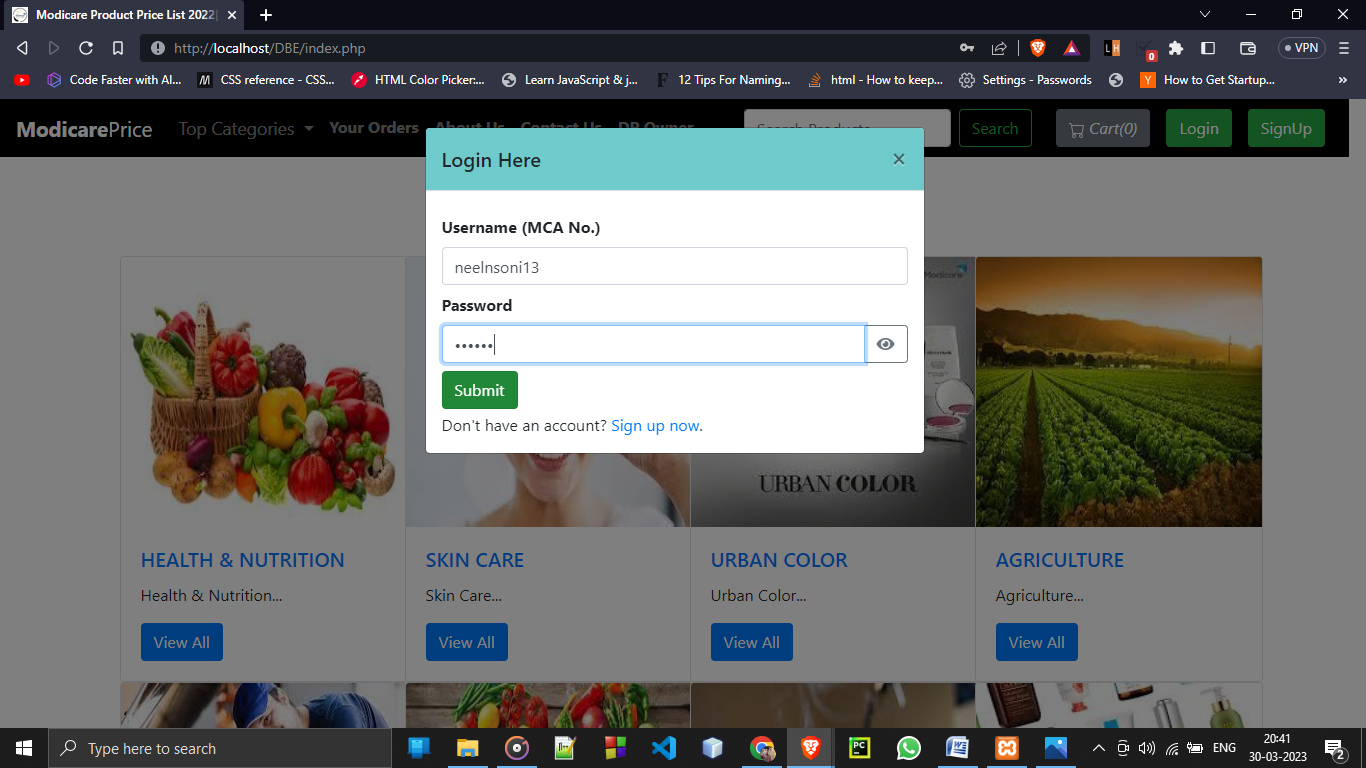 Modicare Product Price List 2022|
http://localhost/DBE/index.php
VPN
0
Code Faster with AI...
CSS reference - CSS...
HTML Color Picker:...
Learn JavaScript & j...
12 Tips For Naming...
html - How to keep...
Settings - Passwords
How to Get Startup...
ModicarePrice
Top Categories
Your Orders
About Us
Contact Us
DP Owner
Search Products
Search
Cart(0)
Login
SignUp
Login Here
×
Username (MCA No.)
neelnsoni13
Password
••••••
Submit
Don't have an account? Sign up now.
Modicare
URBAN COLOR
HEALTH & NUTRITION
Health & Nutrition...
View All
SKIN CARE
Skin Care...
View All
URBAN COLOR
Urban Color...
View All
AGRICULTURE
Agriculture...
View All
Type here to search
ENG
20:41
30-03-2023
2